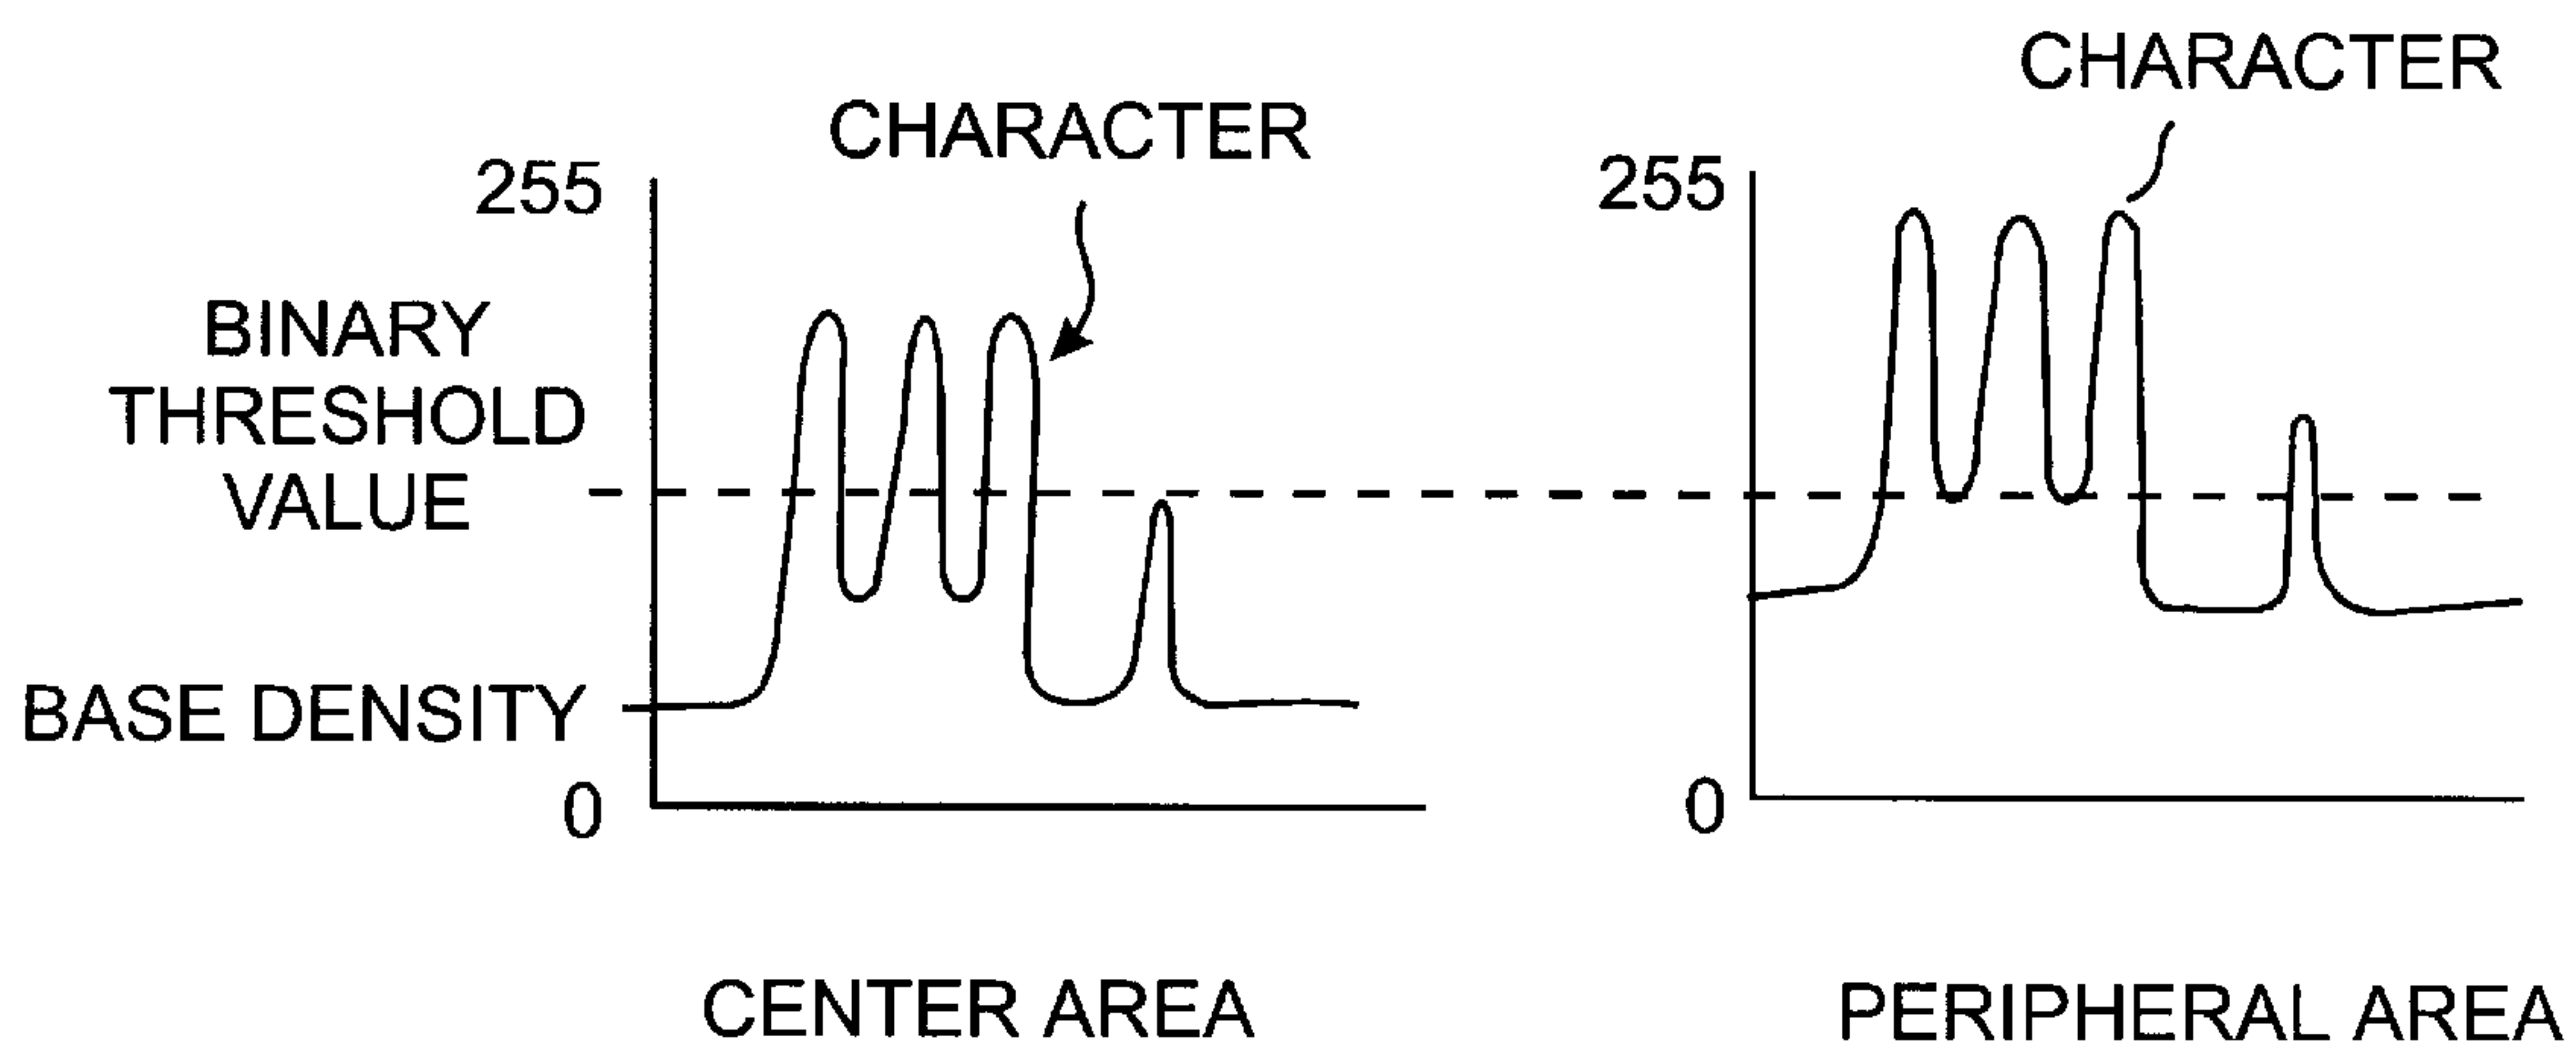 CHARACTER
255
BINARY
THRESHOLD
VALUE
BASE DENSITY
0
CENTER AREA
CHARACTER
255
0
PERIPHERAL AREA